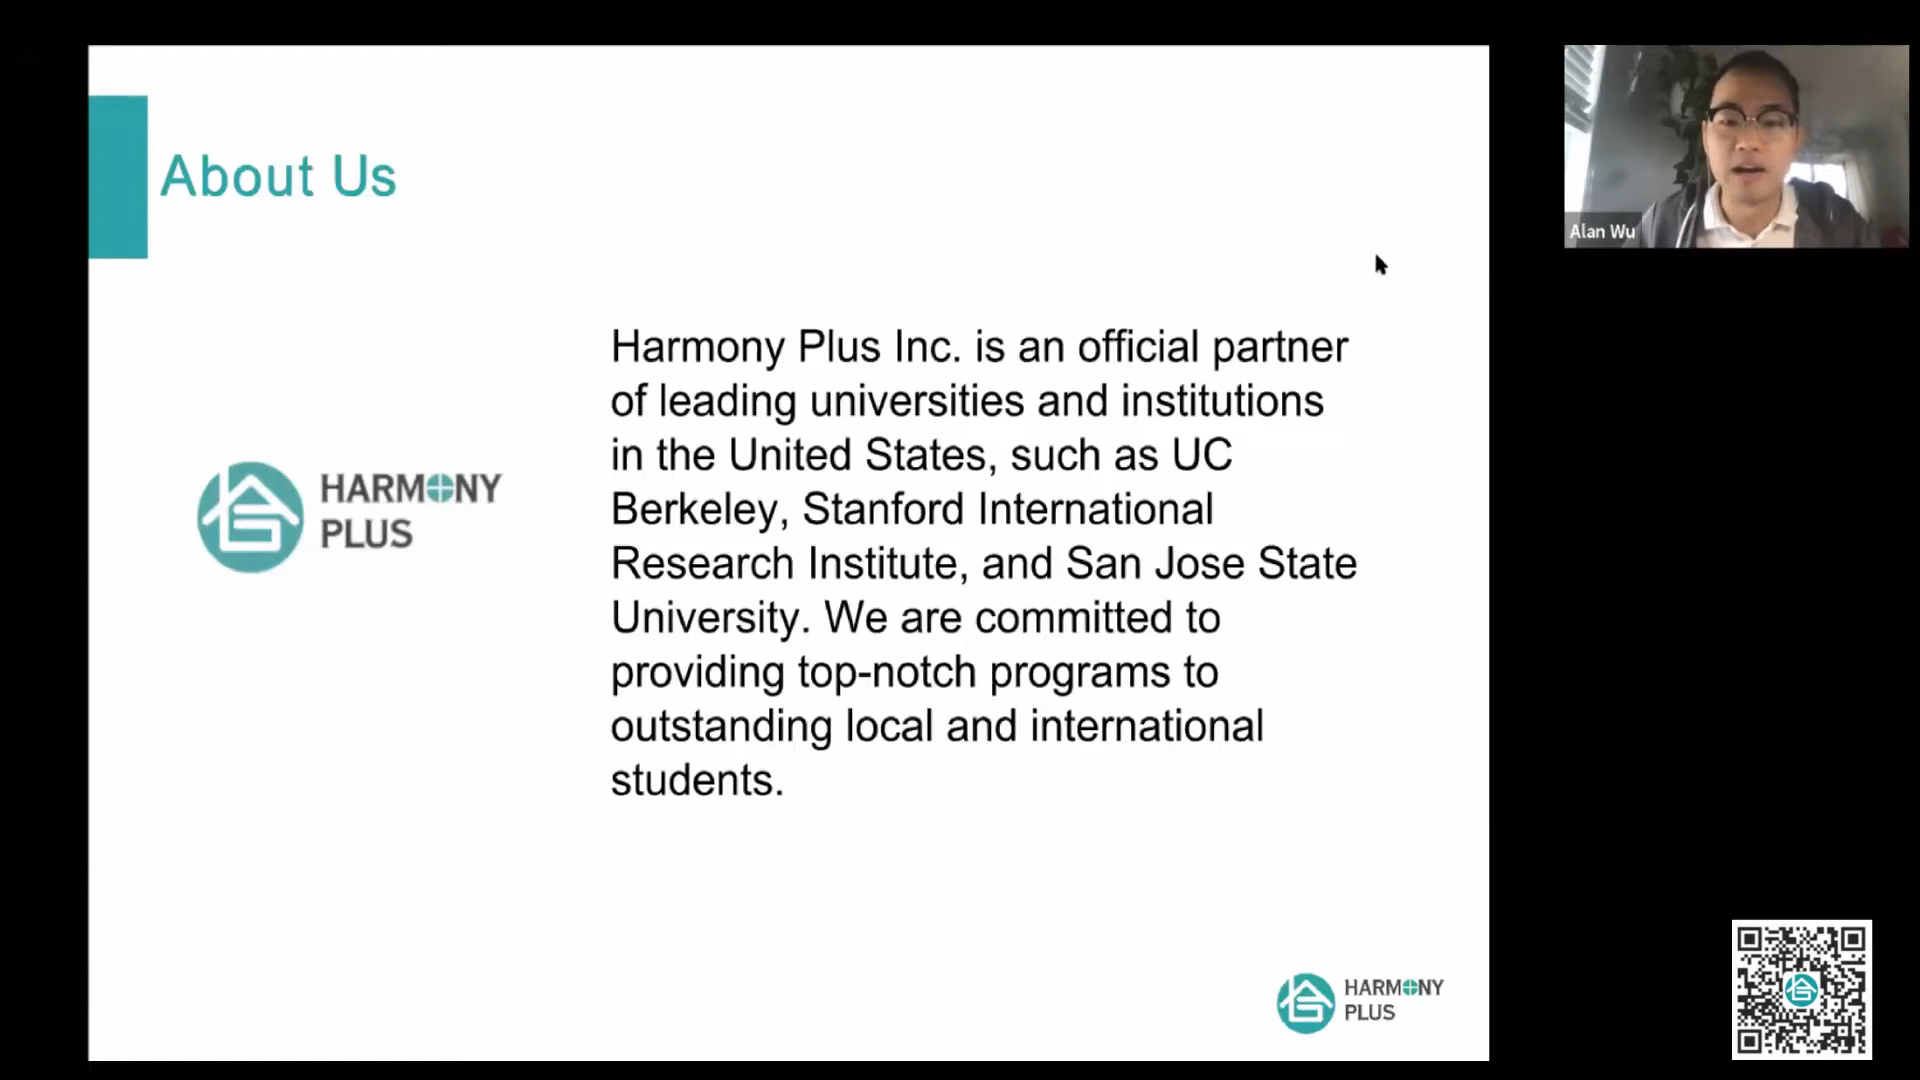 About Us
Alan Wu
Harmony Plus Inc. is an official partner
of leading universities and institutions
in the United States, such as UC
Berkeley, Stanford International
Research Institute, and San Jose State
University. We are committed to
providing top-notch programs to
outstanding local and international
students.
HARMONY
PLUS
HARMONY
PLUS